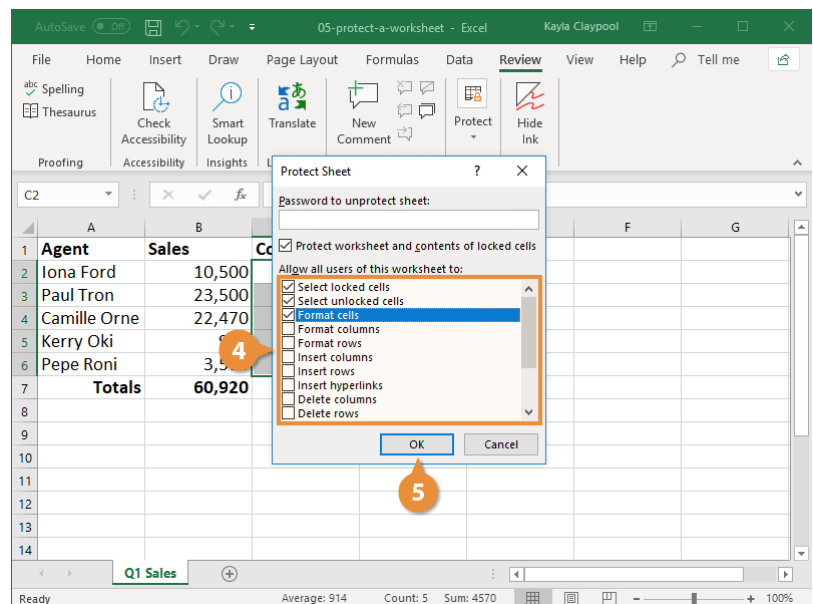 AutoSave Off 05-protect-a-worksheet - Excel Kayla Claypool
File Home Insert Draw Page Layout Formulas Data Review View Help Tell me
abc Spelling
Thesaurus
Check Accessibility
Smart Lookup
a あ
Translate
New Comment
Protect
Hide Ink
Proofing Accessibility Insights L
C2 fx
Protect Sheet ? X
Password to unprotect sheet:
Protect worksheet and contents of locked cells
Allow all users of this worksheet to:
Select locked cells
Select unlocked cells
Format cells
Format columns
Format rows
Insert columns
Insert rows
Insert hyperlinks
Delete columns
Delete rows
OK Cancel
4
5
A B F G
1 Agent Sales Co
2 Iona Ford 10,500
3 Paul Tron 23,500
4 Camille Orne 22,470
5 Kerry Oki
6 Pepe Roni 3,5
7 Totals 60,920
8
9
10
11
12
13
14
Q1 Sales
Ready Average: 914 Count: 5 Sum: 4570 - + 100%